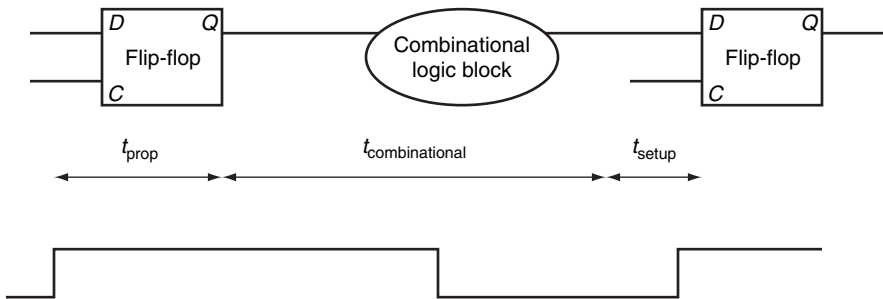 D Q
Flip-flop
C
Combinational
logic block
D Q
Flip-flop
C
tprop
tcombinational
tsetup